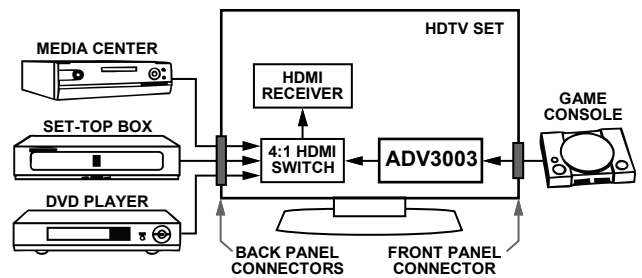 MEDIA CENTER
SET-TOP BOX
DVD PLAYER
HDTV SET
HDMI
RECEIVER
4:1 HDMI
SWITCH
ADV3003
GAME
CONSOLE
BACK PANEL
CONNECTORS
FRONT PANEL
CONNECTOR